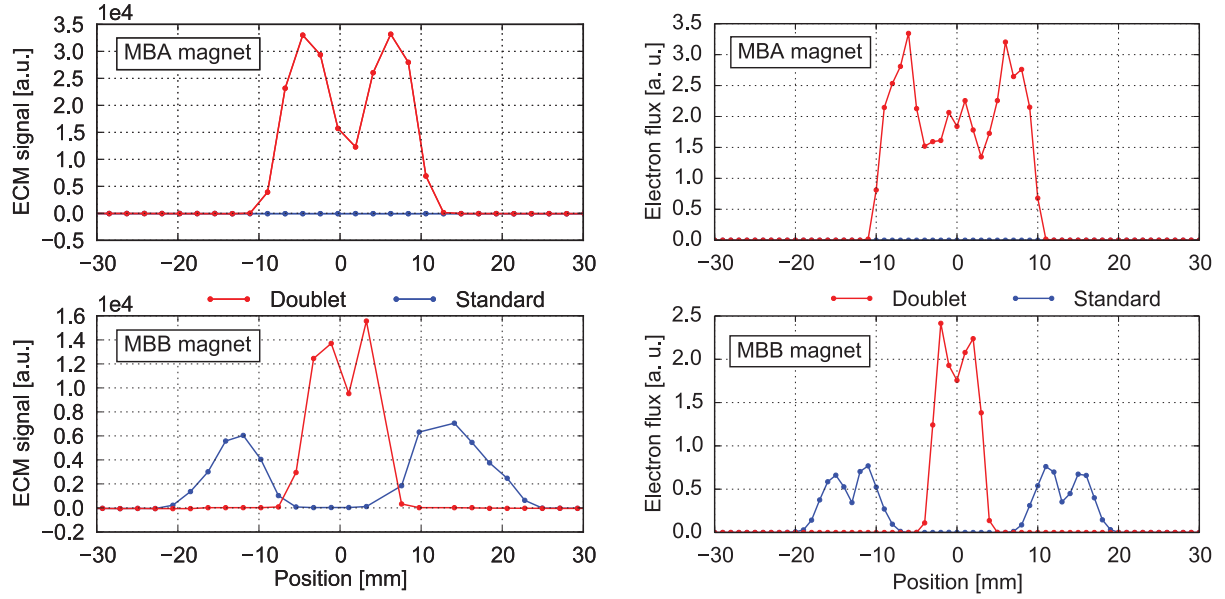 1e4
3.5
3.0
2.5
2.0
1.5
1.0
0.5
0.0
−0.5
ECM signal [a.u.]
MBA magnet
−30 −20 −10 0 10 20 30
3.5
3.0
2.5
2.0
1.5
1.0
0.5
0.0
Electron flux [a. u.]
MBA magnet
−30 −20 −10 0 10 20 30
1e4
Doublet Standard
1.6
1.4
1.2
1.0
0.8
0.6
0.4
0.2
0.0
−0.2
ECM signal [a.u.]
MBB magnet
−30 −20 −10 0 10 20 30
Position [mm]
Doublet Standard
2.5
2.0
1.5
1.0
0.5
0.0
Electron flux [a. u.]
MBB magnet
−30 −20 −10 0 10 20 30
Position [mm]